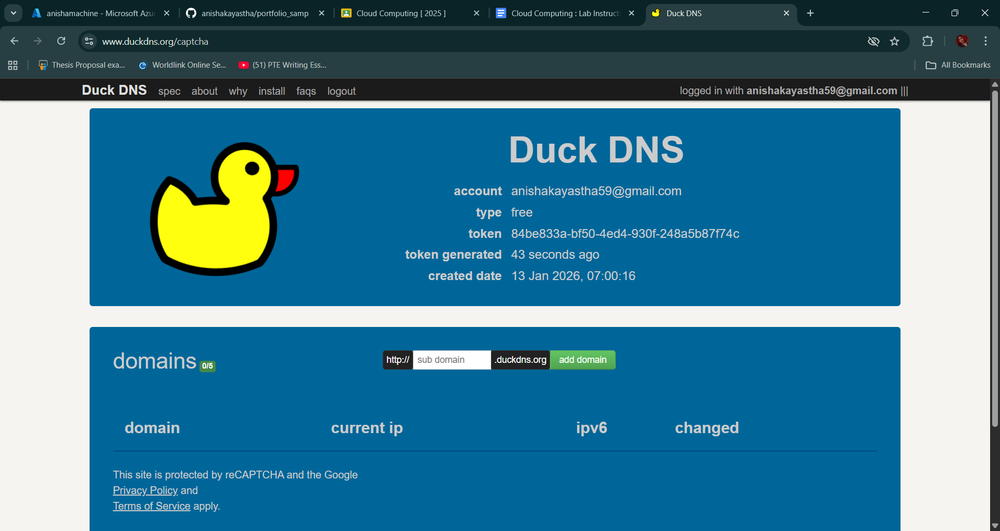 anishamachine - Microsoft Azur
anishakayastha/portfolio_samp
Cloud Computing [ 2025 ]
Cloud Computing : Lab Instructi
Duck DNS
www.duckdns.org/captcha
Thesis Proposal exa...
Worldlink Online Se...
(51) PTE Writing Ess...
All Bookmarks
Duck DNS spec about why install faqs logout
logged in with anishakayastha59@gmail.com |||
Duck DNS
account anishakayastha59@gmail.com
type free
token 84be833a-bf50-4ed4-930f-248a5b87f74c
token generated 43 seconds ago
created date 13 Jan 2026, 07:00:16
domains 0/5
http:// sub domain .duckdns.org add domain
domain current ip ipv6 changed
This site is protected by reCAPTCHA and the Google
Privacy Policy and
Terms of Service apply.